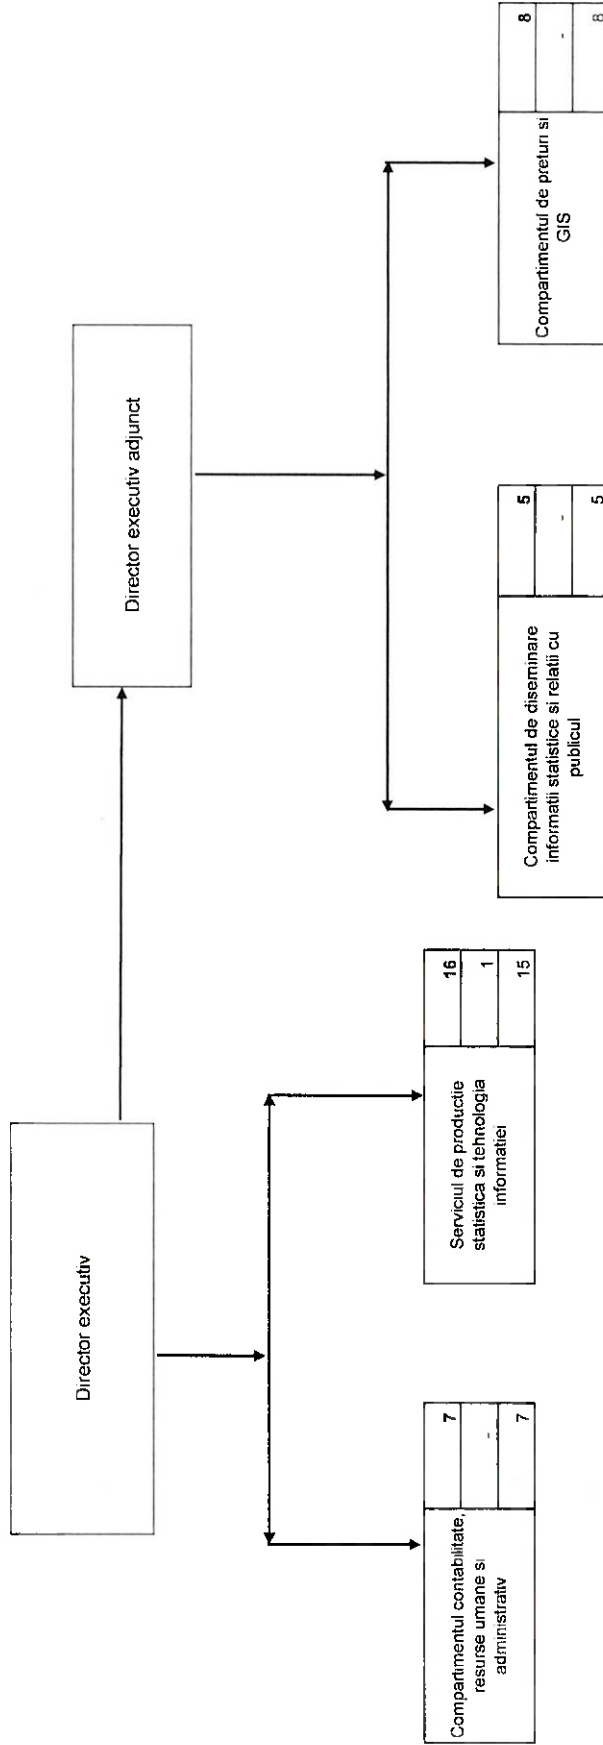 Director executiv
Director executiv adjunct
Compartimentul contabilitate,
resurse umane si
administrativ
7
-
7
Serviciul de productie
statistica si tehnologia
informatiei
16
1
15
Compartimentul de diseminare
informatii statistice si relatii cu
publicul
5
-
5
Compartimentul de preturi si
GIS
8
-
8